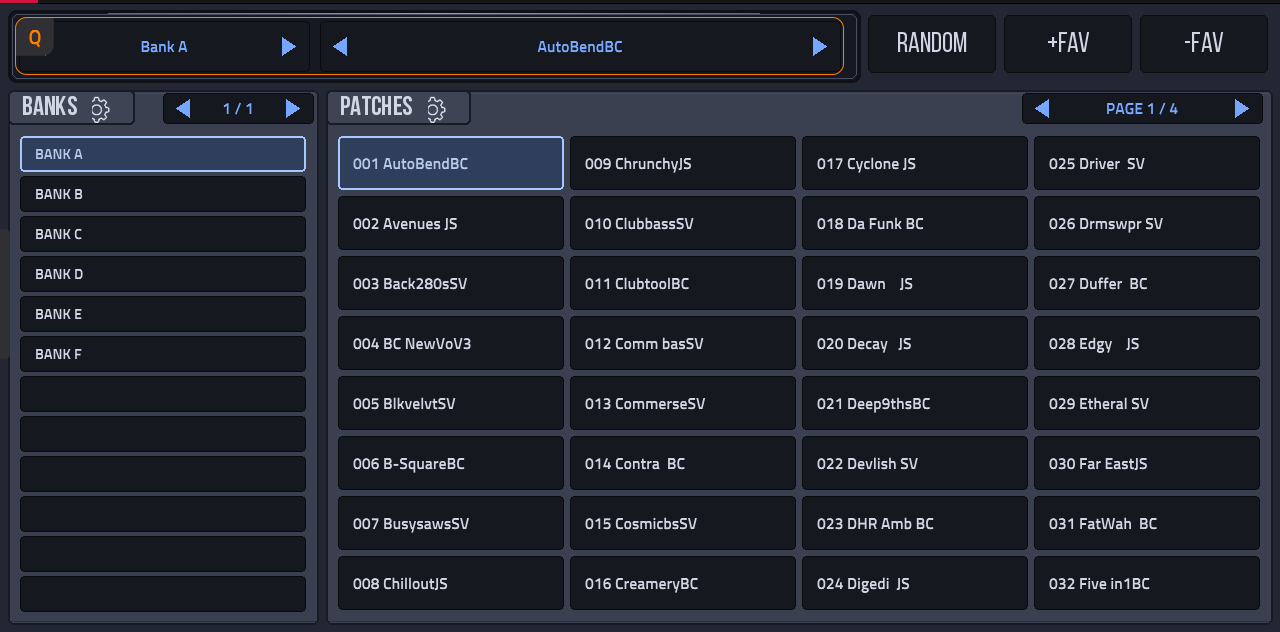 Q
Bank A
AutoBendBC
RANDOM
+FAV
-FAV
BANKS
1 / 1
BANK A
BANK B
BANK C
BANK D
BANK E
BANK F
PATCHES
PAGE 1 / 4
001 AutoBendBC
002 Avenues JS
003 Back280sSV
004 BC NewVoV3
005 BlkvelvtSV
006 B-SquareBC
007 BusysawsSV
008 ChilloutJS
009 ChrunchyJS
010 ClubbassSV
011 ClubtoolBC
012 Comm basSV
013 CommerseSV
014 Contra  BC
015 CosmicbsSV
016 CreameryBC
017 Cyclone JS
018 Da Funk BC
019 Dawn   JS
020 Decay  JS
021 Deep9thsBC
022 Devlish SV
023 DHR Amb BC
024 Digedi  JS
025 Driver  SV
026 Drmswpr SV
027 Duffer  BC
028 Edgy   JS
029 Etheral SV
030 Far EastJS
031 FatWah  BC
032 Five in1BC